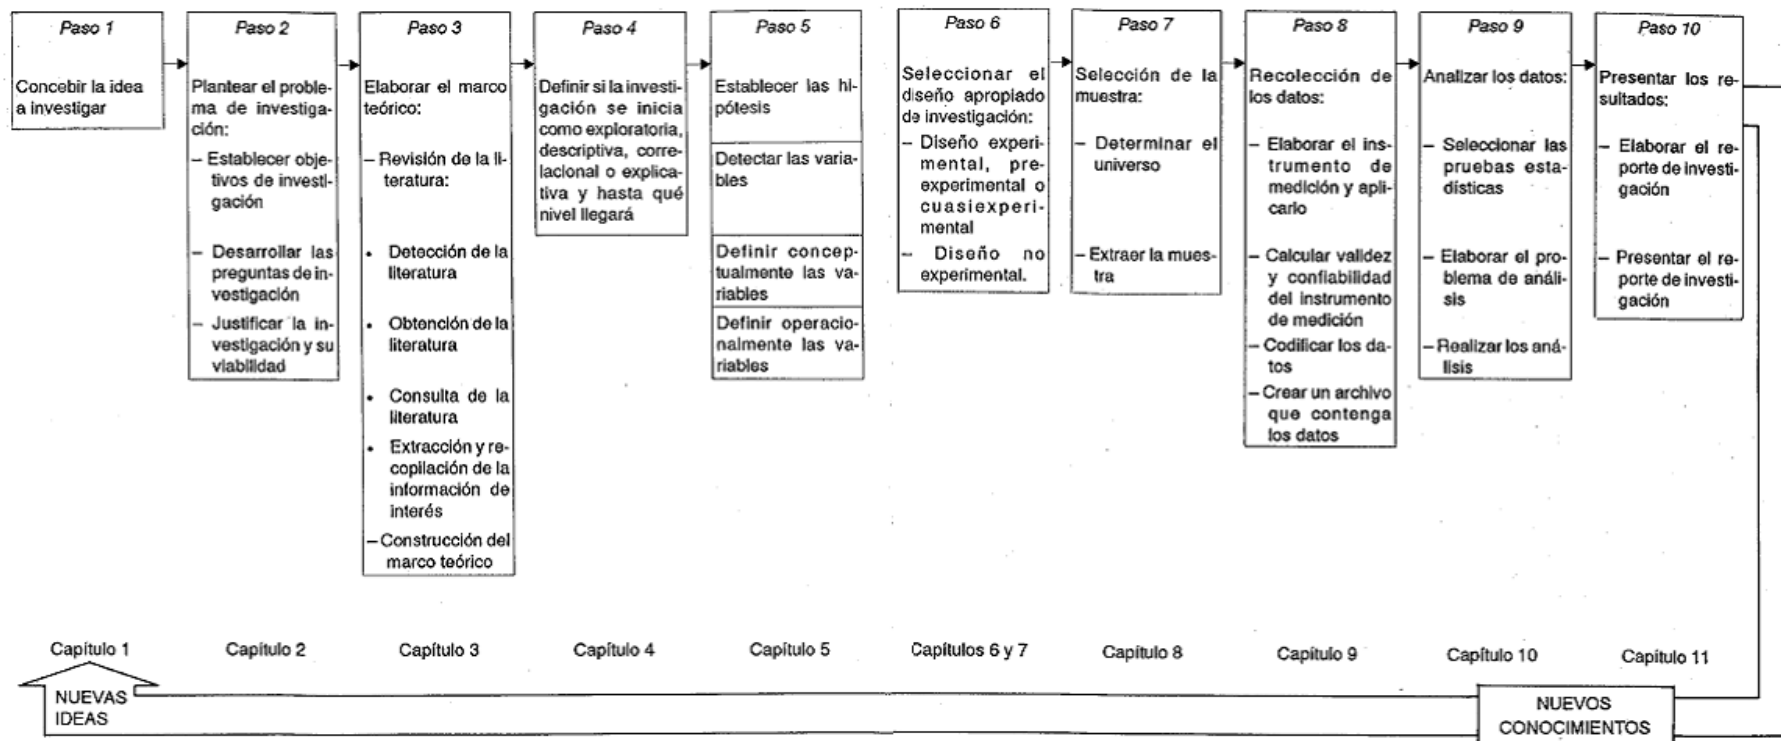 Paso 1
Concebir la idea
a investigar
Paso 2
Plantear el proble-
ma de investiga-
ción:
– Establecer obje-
tivos de investi-
gación
– Desarrollar las
preguntas de in-
vestigación
– Justificar la in-
vestigación y su
viabilidad
Paso 3
Elaborar el marco
teórico:
– Revisión de la li-
teratura:
• Detección de la
literatura
• Obtención de la
literatura
• Consulta de la
literatura
• Extracción y re-
copilación de la
información de
interés
– Construcción del
marco teórico
Paso 4
Definir si la investi-
gación se inicia
como exploratoria,
descriptiva, corre-
lacional o explica-
tiva y hasta qué
nivel llegará
Paso 5
Establecer las hi-
pótesis
Detectar las varia-
bles
Definir concep-
tualmente las va-
riables
Definir operacio-
nalmente las va-
riables
Paso 6
Seleccionar el
diseño apropiado
de investigación:
– Diseño experi-
mental, pre-
experimental o
cuasiexperi-
mental
– Diseño no
experimental.
Paso 7
Selección de la
muestra:
– Determinar el
universo
– Extraer la mues-
tra
Paso 8
Recolección de
los datos:
– Elaborar el ins-
trumento de
medición y apli-
carlo
– Calcular validez
y confiabilidad
del instrumento
de medición
– Codificar los da-
tos
– Crear un archivo
que contenga
los datos
Paso 9
Analizar los datos:
– Seleccionar las
pruebas esta-
dísticas
– Elaborar el pro-
blema de análi-
sis
– Realizar los aná-
lisis
Paso 10
Presentar los re-
sultados:
– Elaborar el re-
porte de investi-
gación
– Presentar el re-
porte de investi-
gación
Capítulo 1
Capítulo 2
Capítulo 3
Capítulo 4
Capítulo 5
Capítulos 6 y 7
Capítulo 8
Capítulo 9
Capítulo 10
Capítulo 11
NUEVAS
IDEAS
NUEVOS
CONOCIMIENTOS